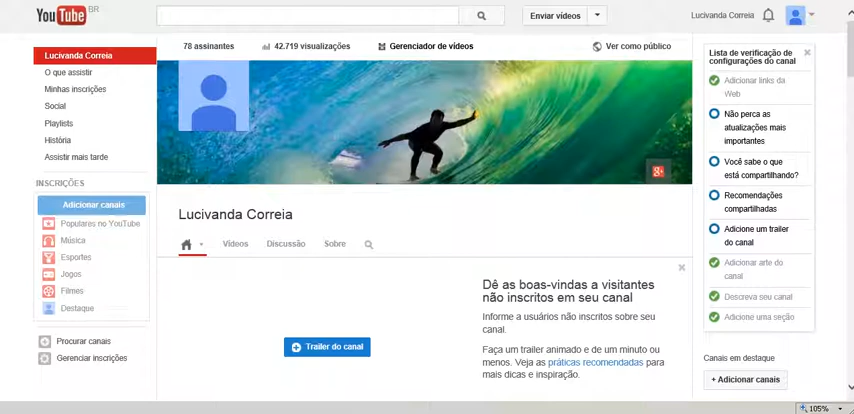 You Tube BR
Enviar vídeos
Lucivanda Correia
Lucivanda Correia
O que assistir
Minhas inscrições
Social
Playlists
História
Assistir mais tarde
INSCRIÇÕES
Adicionar canais
Populares no YouTube
Música
Esportes
Jogos
Filmes
Destaque
Procurar canais
Gerenciar inscrições
78 assinantes
42.719 visualizações
Gerenciador de vídeos
Ver como público
Lucivanda Correia
Vídeos
Discussão
Sobre
Trailer do canal
Dê as boas-vindas a visitantes
não inscritos em seu canal
Informe a usuários não inscritos sobre seu
canal.
Faça um trailer animado e de um minuto ou
menos. Veja as práticas recomendadas para
mais dicas e inspiração.
Lista de verificação de
configurações do canal
Adicionar links da
Web
Não perca as
atualizações mais
importantes
Você sabe o que
está compartilhando?
Recomendações
compartilhadas
Adicione um trailer
do canal
Adicionar arte do
canal
Descreva seu canal
Adicione uma seção
Canais em destaque
+ Adicionar canais
105%